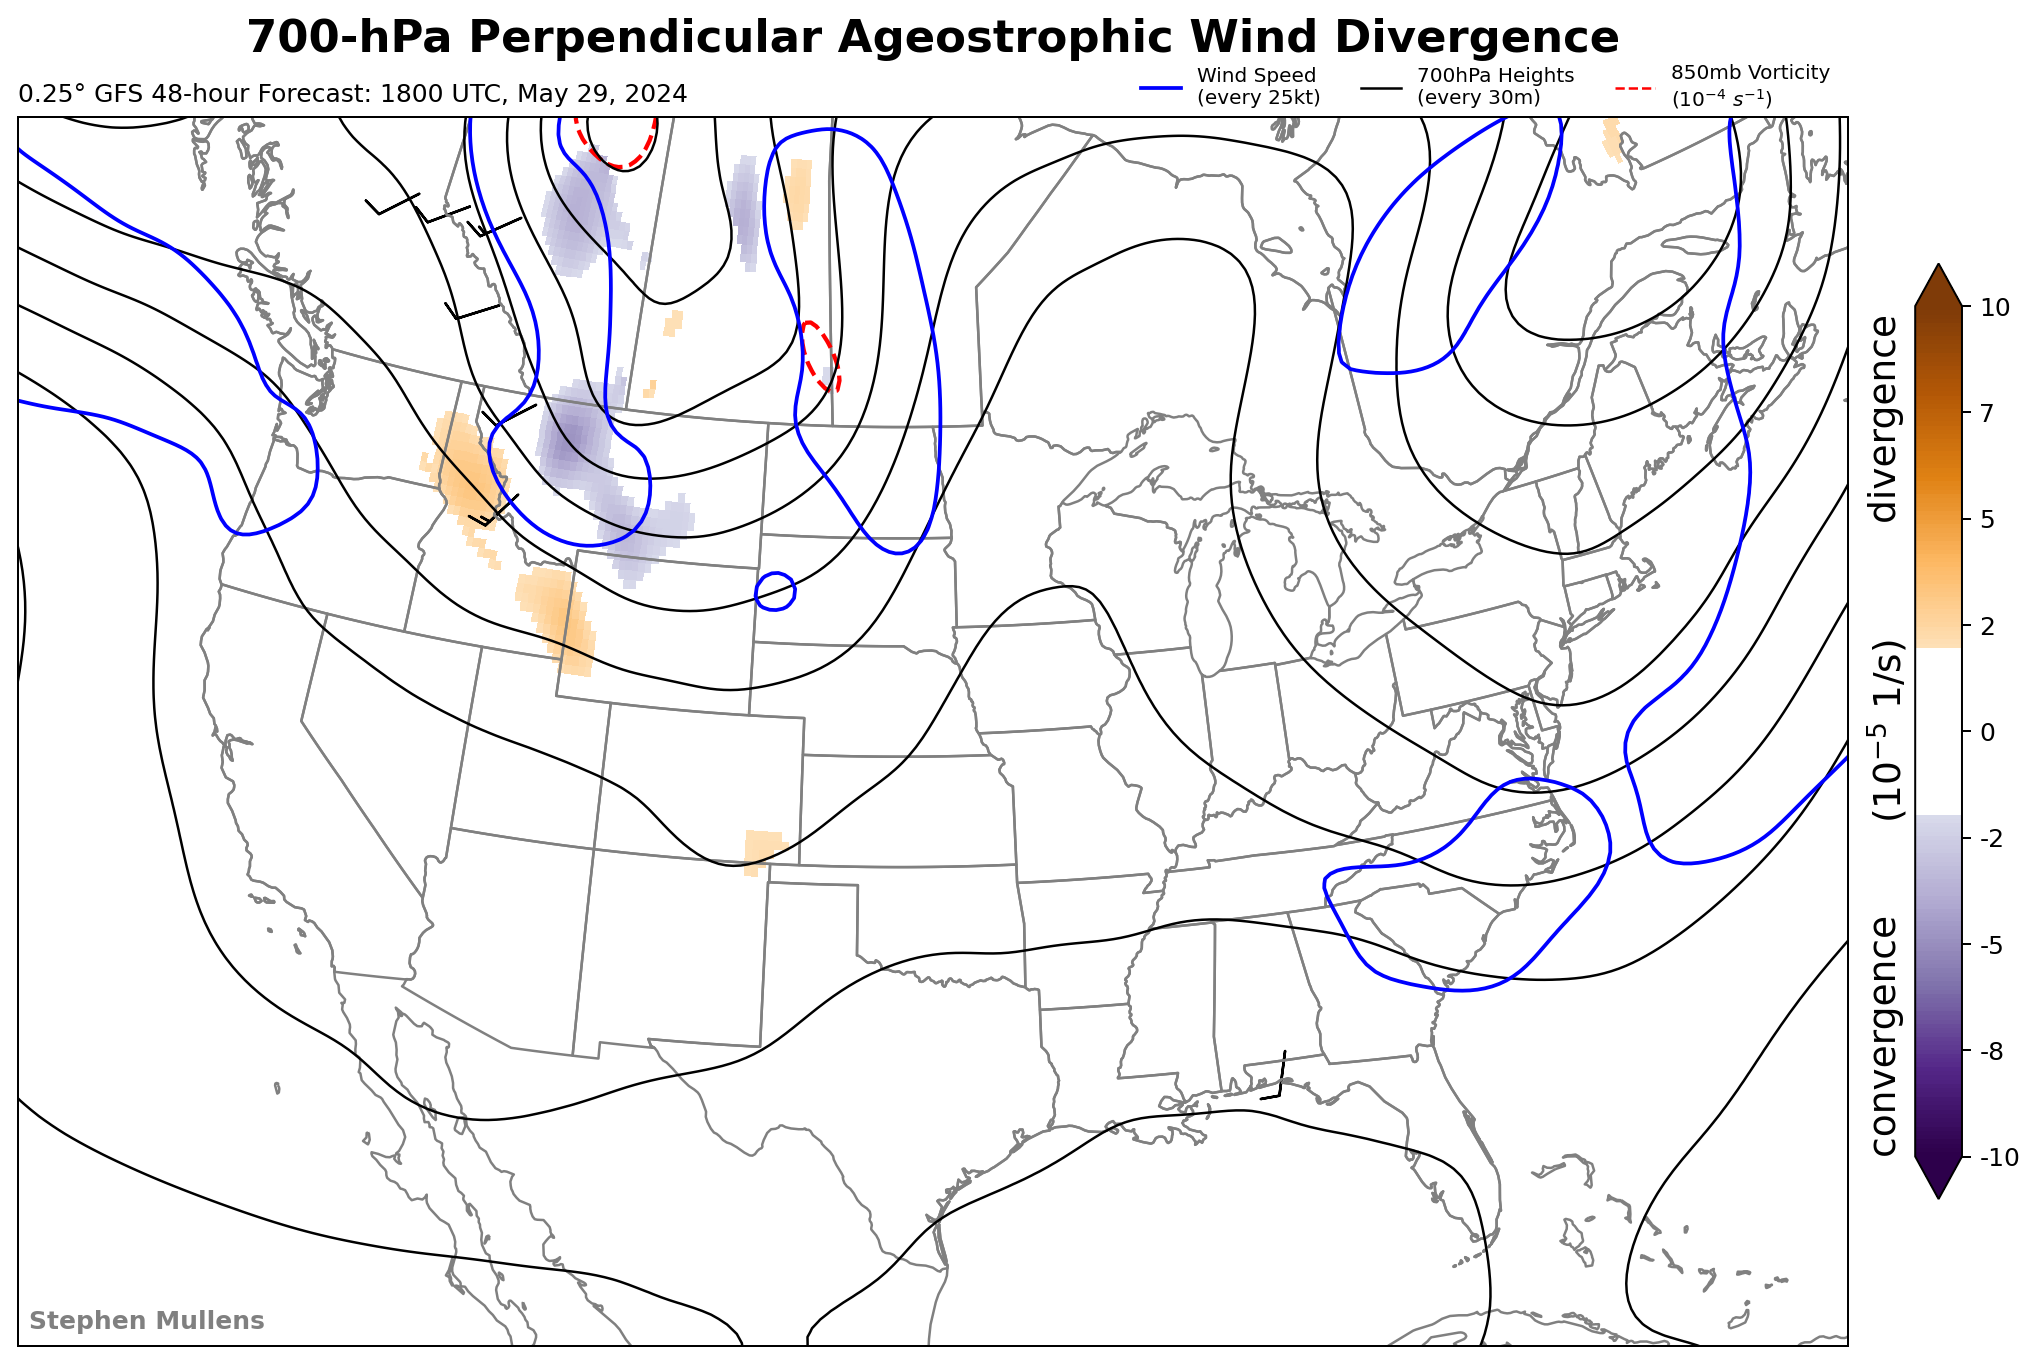 700-hPa Perpendicular Ageostrophic Wind Divergence
0.25° GFS 48-hour Forecast: 1800 UTC, May 29, 2024
Wind Speed
(every 25kt)
700hPa Heights
(every 30m)
850mb Vorticity
(10⁻⁴ s⁻¹)
10
7
5
2
0
-2
-5
-8
-10
convergence (10⁻⁵ 1/s) divergence
Stephen Mullens